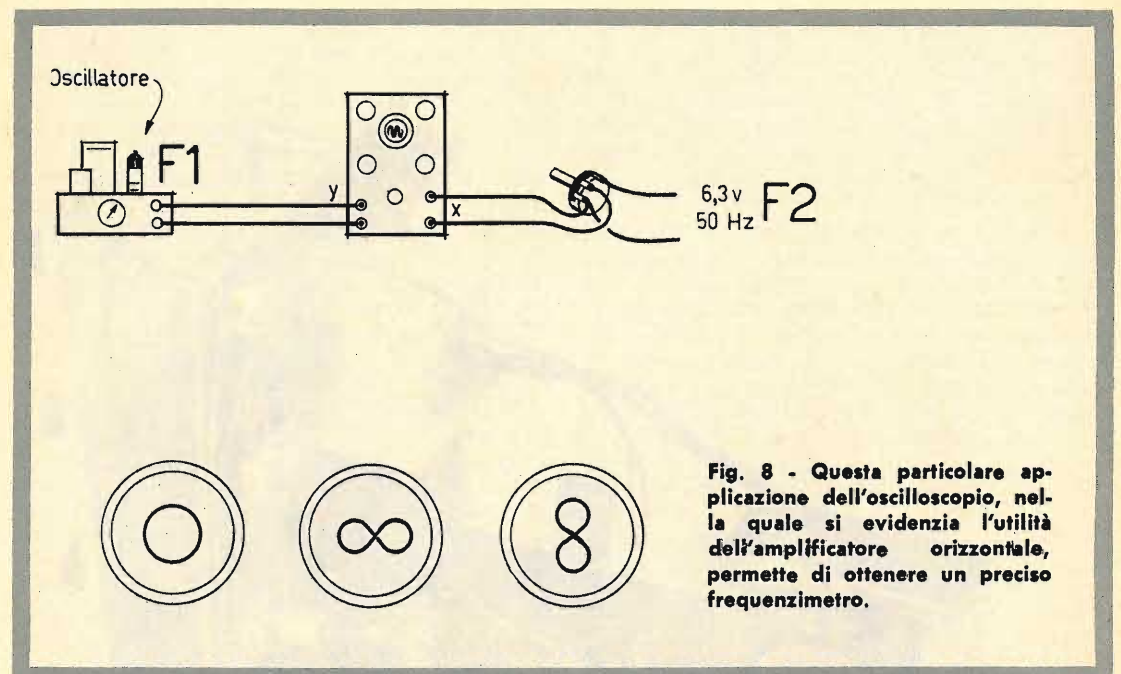 Oscillatore
F1
y
x
6,3 v
50 Hz
F2
Fig. 8 - Questa particolare ap-
plicazione dell'oscilloscopio, nel-
la quale si evidenzia l'utilità
dell'amplificatore orizzontale,
permette di ottenere un preciso
frequenzimetro.